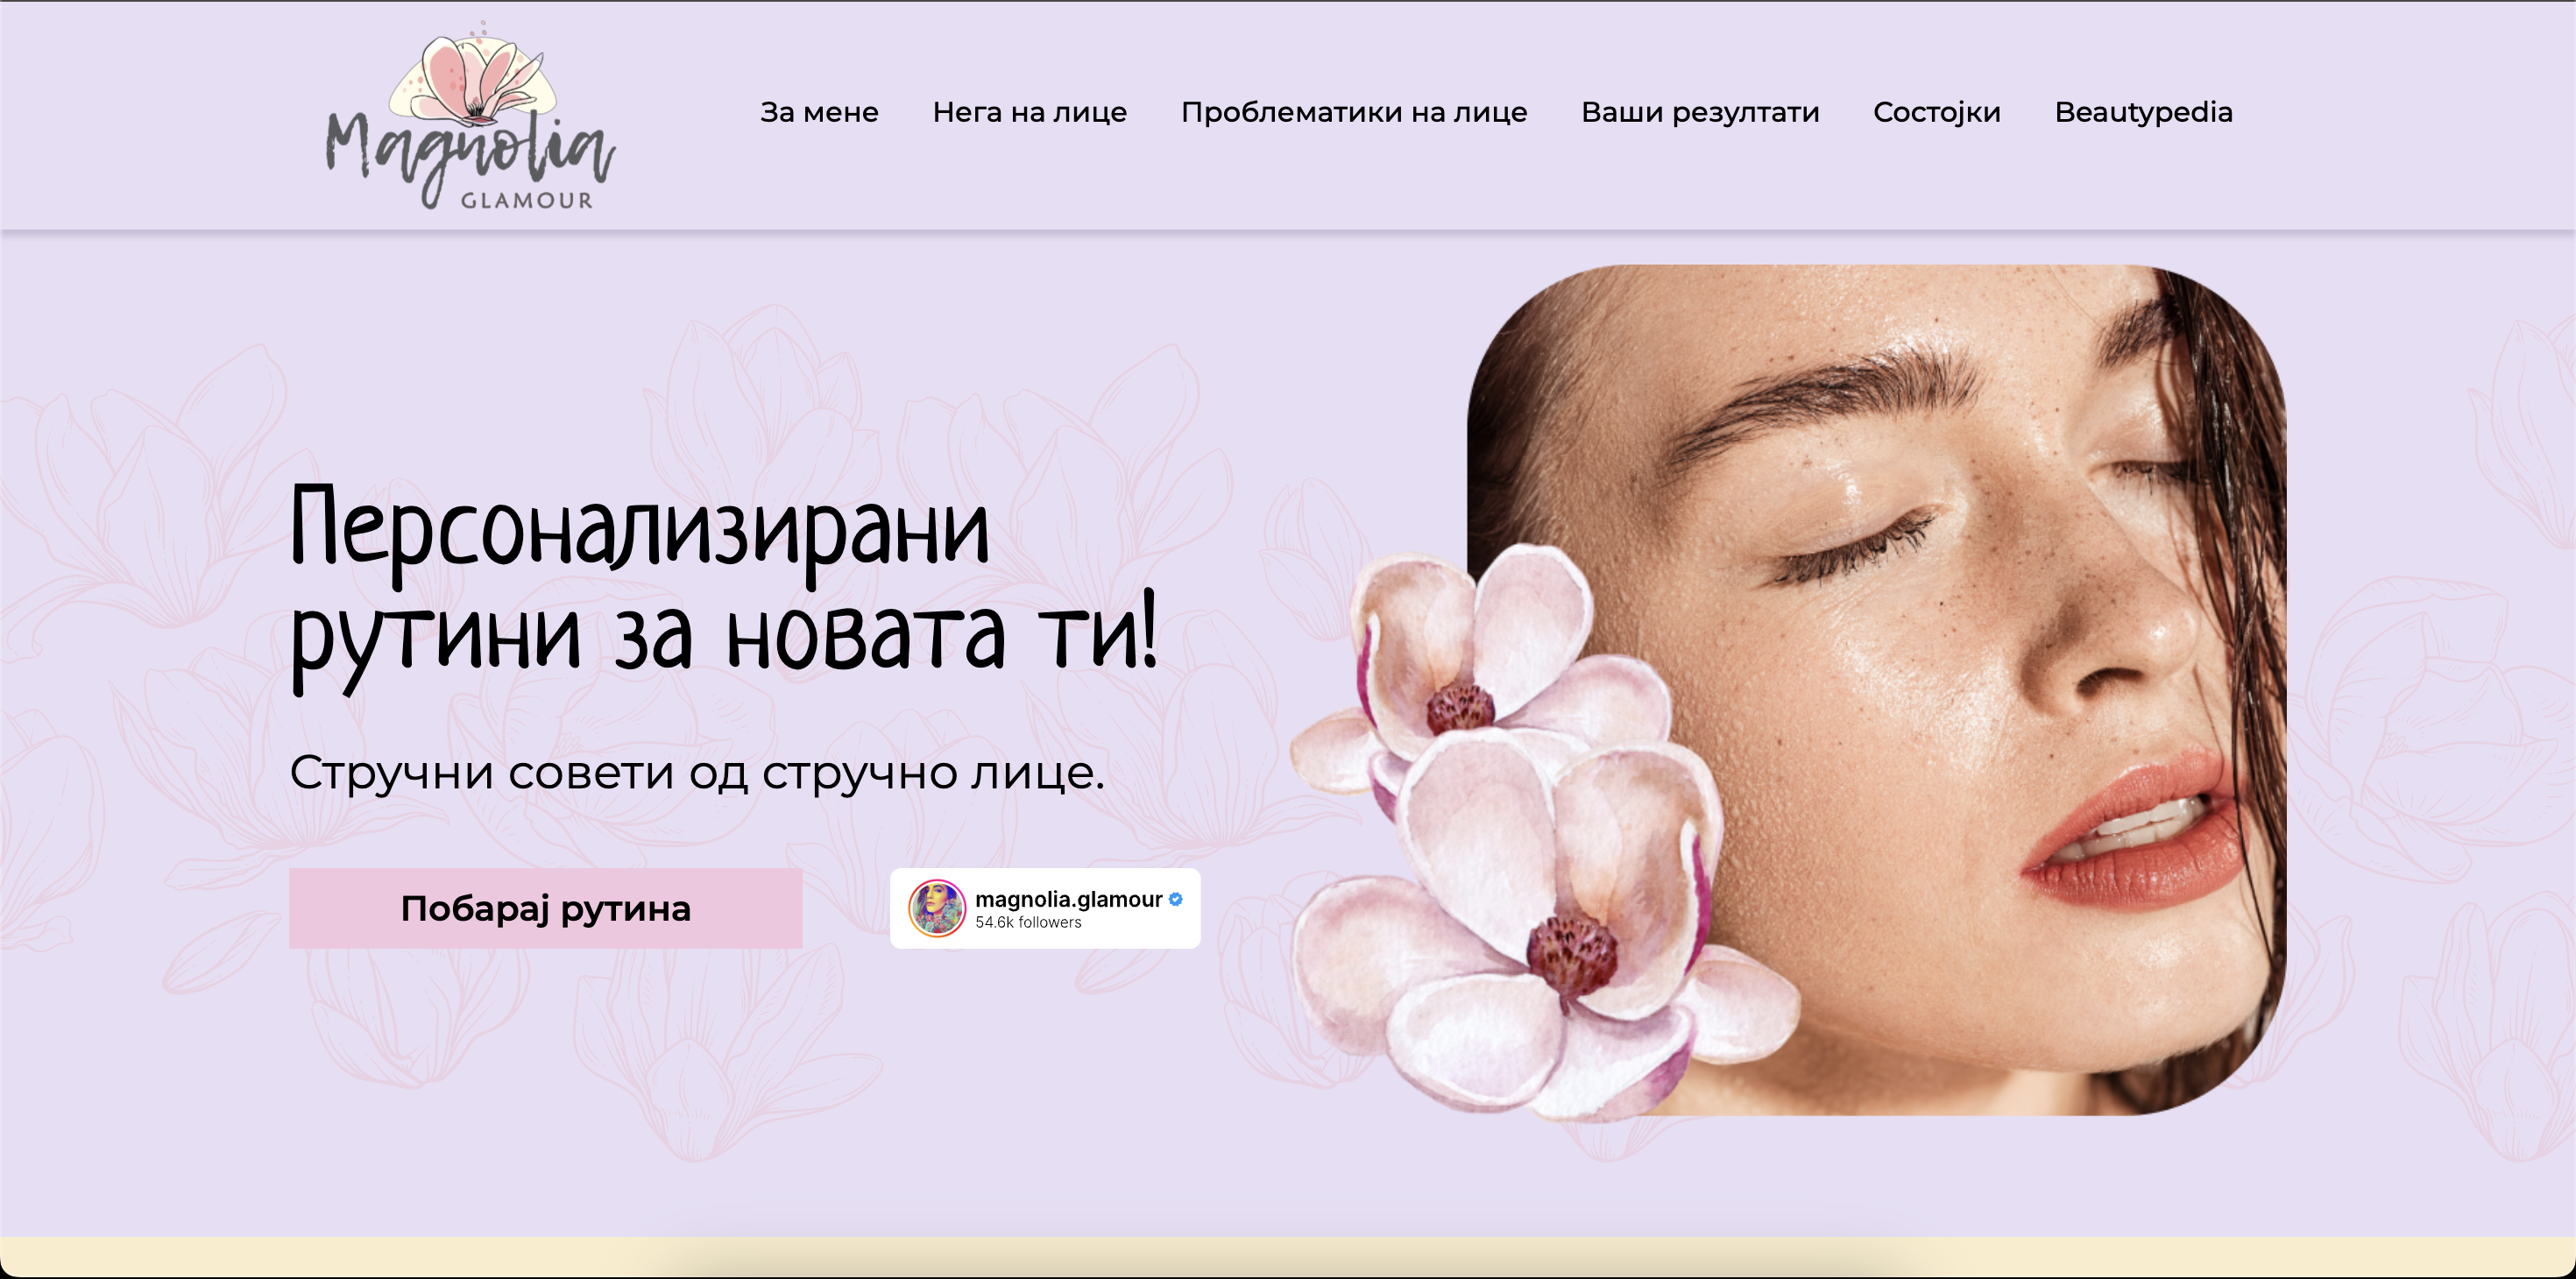 Magnolia
GLAMOUR
За мене Нега на лице Проблематики на лице Ваши резултати Состојки Beautypedia
Персонализирани
рутини за новата ти!
Стручни совети од стручно лице.
Побарај рутина
magnolia.glamour
54.6k followers